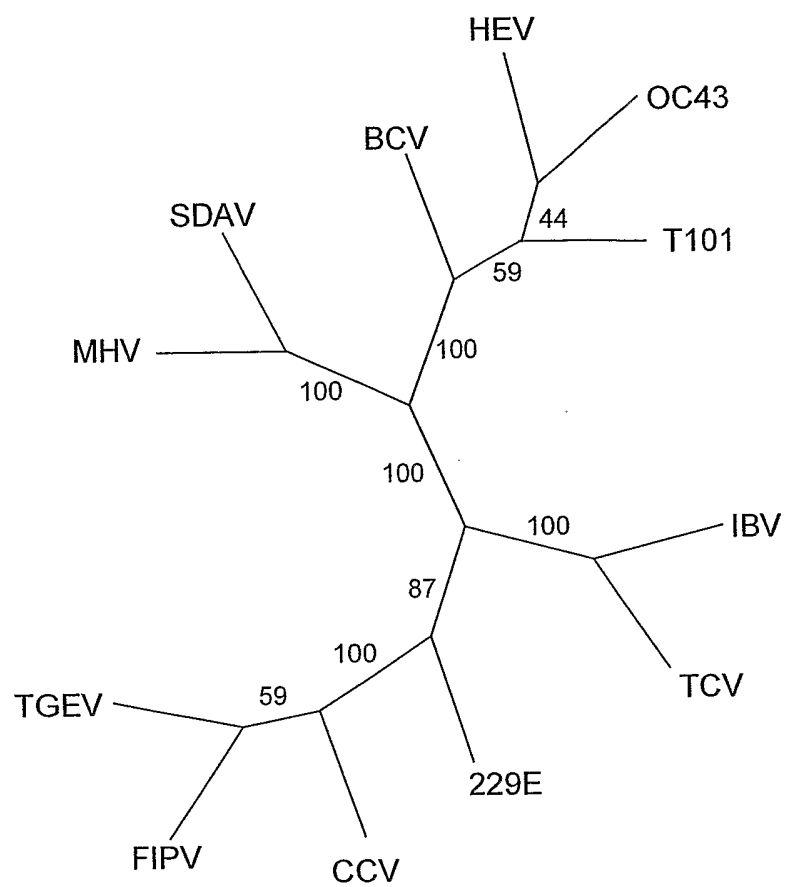 HEV
OC43
BCV
SDAV
44
T101
59
MHV
100
100
100
100
IBV
87
100
59
TGEV
TCV
229E
FIPV
CCV